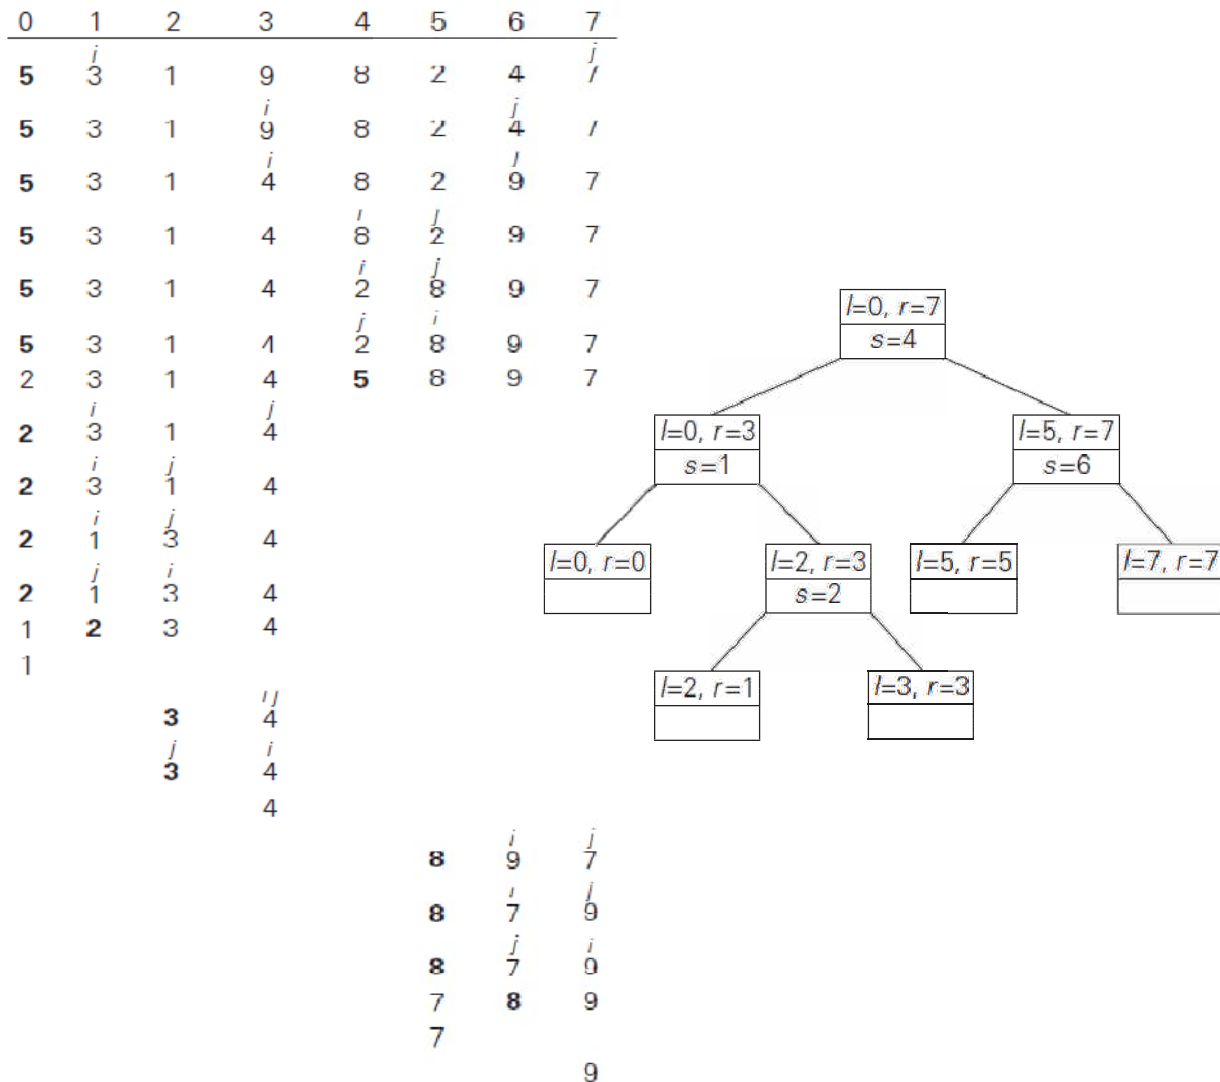 0 1 2 3 4 5 6 7
i j
5 3 1 9 8 2 4 7
i j
5 3 1 9 8 2 4 7
i j
5 3 1 4 8 2 9 7
i j
5 3 1 4 8 2 9 7
i j
5 3 1 4 2 8 9 7
j i
5 3 1 4 2 8 9 7
2 3 1 4 5 8 9 7
i j
2 3 1 4
i j
2 3 1 4
i j
2 1 3 4
j i
2 1 3 4
1 2 3 4
1
ij
3 4
j i
3 4
4
i j
8 9 7
i j
8 7 9
j i
8 7 9
7 8 9
7
9
l=0, r=7
s=4
l=0, r=3 l=5, r=7
s=1 s=6
l=0, r=0 l=2, r=3 l=5, r=5 l=7, r=7
s=2
l=2, r=1 l=3, r=3